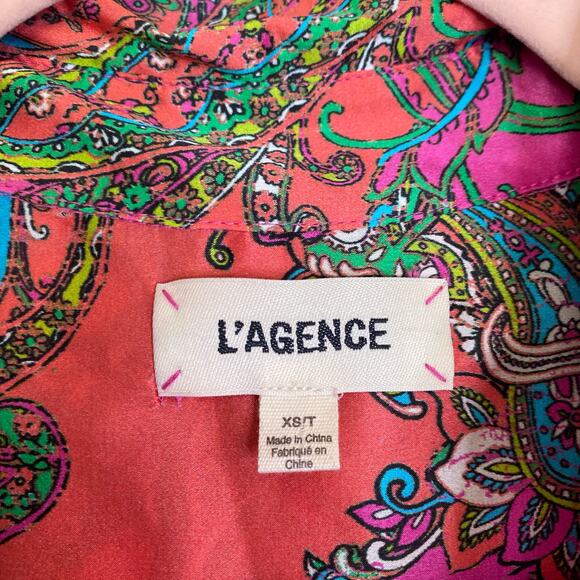 L'AGENCE
XS/T
Made in China
Fabriqué en
Chine